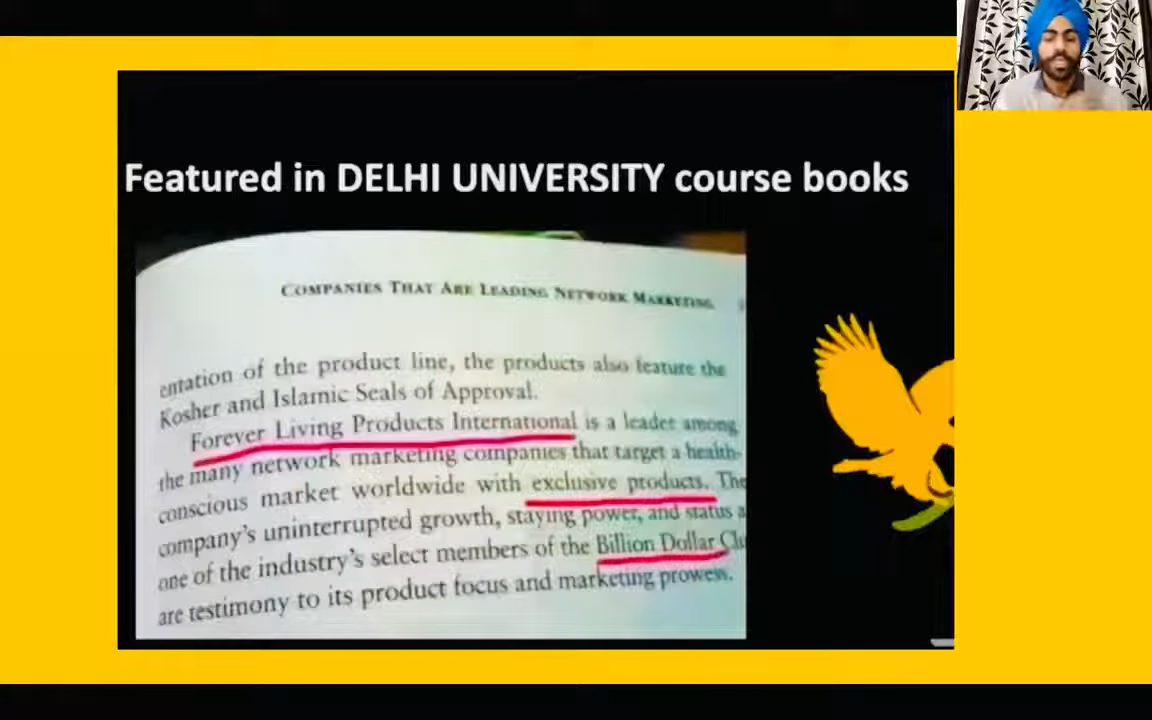 Featured in DELHI UNIVERSITY course books
COMPANIES THAT ARE LEADING NETWORK MARKETING
entation of the product line, the products also feature the
Kosher and Islamic Seals of Approval.
Forever Living Products International is a leader among
the many network marketing companies that target a health-
conscious market worldwide with exclusive products. The
company's uninterrupted growth, staying power, and status a
one of the industry's select members of the Billion Dollar Clu
are testimony to its product focus and marketing prowess.